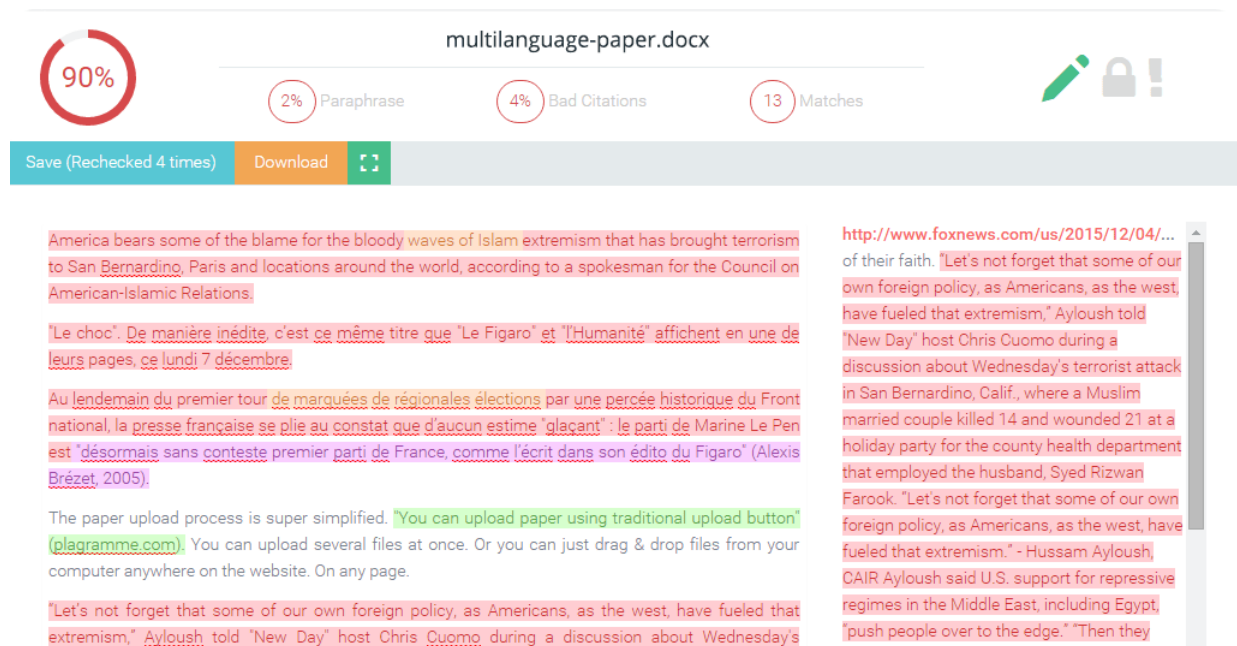 multilanguage-paper.docx
90%
2% Paraphrase
4% Bad Citations
13 Matches
Save (Rechecked 4 times)
Download
America bears some of the blame for the bloody waves of Islam extremism that has brought terrorism
to San Bernardino, Paris and locations around the world, according to a spokesman for the Council on
American-Islamic Relations.
"Le choc". De manière inédite, c'est ce même titre que "Le Figaro" et "l'Humanité" affichent en une de
leurs pages, ce lundi 7 décembre.
Au lendemain du premier tour de marquées de régionales élections par une percée historique du Front
national, la presse française se plie au constat que d'aucun estime "glaçant" : le parti de Marine Le Pen
est "désormais sans conteste premier parti de France, comme l'écrit dans son édito du Figaro" (Alexis
Brézet, 2005).
The paper upload process is super simplified. "You can upload paper using traditional upload button"
(plagramme.com). You can upload several files at once. Or you can just drag & drop files from your
computer anywhere on the website. On any page.
"Let's not forget that some of our own foreign policy, as Americans, as the west, have fueled that
extremism," Ayloush told "New Day" host Chris Cuomo during a discussion about Wednesday's
http://www.foxnews.com/us/2015/12/04/...
of their faith. "Let's not forget that some of our
own foreign policy, as Americans, as the west,
have fueled that extremism," Ayloush told
"New Day" host Chris Cuomo during a
discussion about Wednesday's terrorist attack
in San Bernardino, Calif., where a Muslim
married couple killed 14 and wounded 21 at a
holiday party for the county health department
that employed the husband, Syed Rizwan
Farook. "Let's not forget that some of our own
foreign policy, as Americans, as the west, have
fueled that extremism." - Hussam Ayloush,
CAIR Ayloush said U.S. support for repressive
regimes in the Middle East, including Egypt,
"push people over to the edge." "Then they